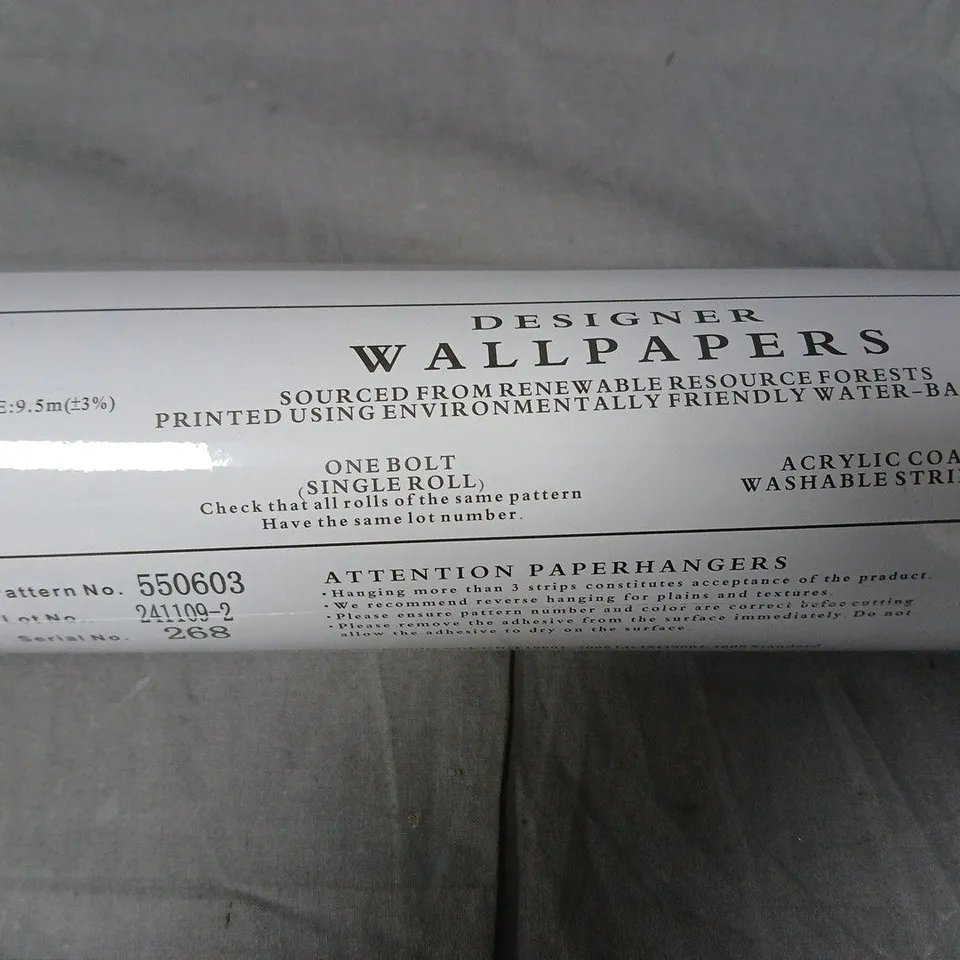 DESIGNER
WALLPAPERS
SOURCED FROM RENEWABLE RESOURCE FORESTS
PRINTED USING ENVIRONMENTALLY FRIENDLY WATER-BA
E:9.5m(±3%)
ONE BOLT
(SINGLE ROLL)
Check that all rolls of the same pattern
Have the same lot number.
ACRYLIC COA
WASHABLE STRI
attern No. 550603
Lot No. 241109-2
Serial No. 268
ATTENTION PAPERHANGERS
·Hanging more than 3 strips constitutes acceptance of the product.
·We recommend reverse hanging for plains and textures.
·Please ensure pattern number and color are correct before cutting
·Please remove the adhesive from the surface immediately. Do not
allow the adhesive to dry on the surface.